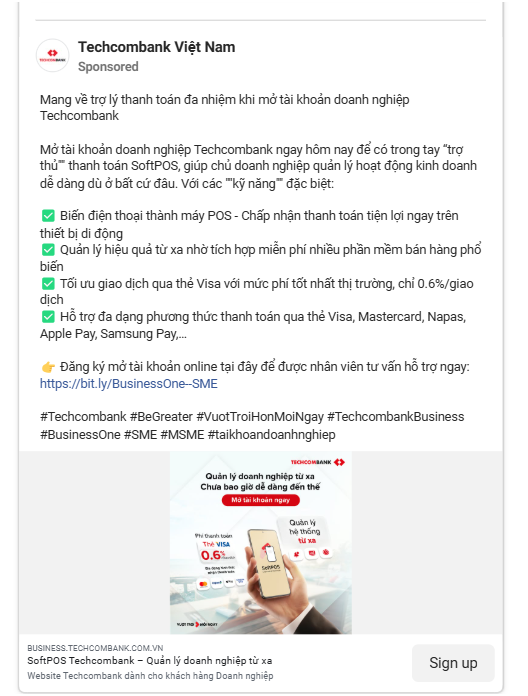 Techcombank Việt Nam
Sponsored
Mang về trợ lý thanh toán đa nhiệm khi mở tài khoản doanh nghiệp
Techcombank
Mở tài khoản doanh nghiệp Techcombank ngay hôm nay để có trong tay “trợ
thủ"" thanh toán SoftPOS, giúp chủ doanh nghiệp quản lý hoạt động kinh doanh
dễ dàng dù ở bất cứ đâu. Với các ""kỹ năng"" đặc biệt:
✅ Biến điện thoại thành máy POS - Chấp nhận thanh toán tiện lợi ngay trên
thiết bị di động
✅ Quản lý hiệu quả từ xa nhờ tích hợp miễn phí nhiều phần mềm bán hàng phổ
biến
✅ Tối ưu giao dịch qua thẻ Visa với mức phí tốt nhất thị trường, chỉ 0.6%/giao
dịch
✅ Hỗ trợ đa dạng phương thức thanh toán qua thẻ Visa, Mastercard, Napas,
Apple Pay, Samsung Pay,...
👉 Đăng ký mở tài khoản online tại đây để được nhân viên tư vấn hỗ trợ ngay:
https://bit.ly/BusinessOne--SME
#Techcombank #BeGreater #VuotTroiHonMoiNgay #TechcombankBusiness
#BusinessOne #SME #MSME #taikhoandoanhnghiep
TECHCOMBANK
Quản lý doanh nghiệp từ xa
Chưa bao giờ dễ dàng đến thế
Mở tài khoản ngay
Phí thanh toán
Thẻ VISA
0.6%
Quản lý
hệ thống
từ xa
SoftPOS
VƯỢT TRỘI MỖI NGÀY
BUSINESS.TECHCOMBANK.COM.VN
SoftPOS Techcombank – Quản lý doanh nghiệp từ xa
Website Techcombank dành cho khách hàng Doanh nghiệp
Sign up